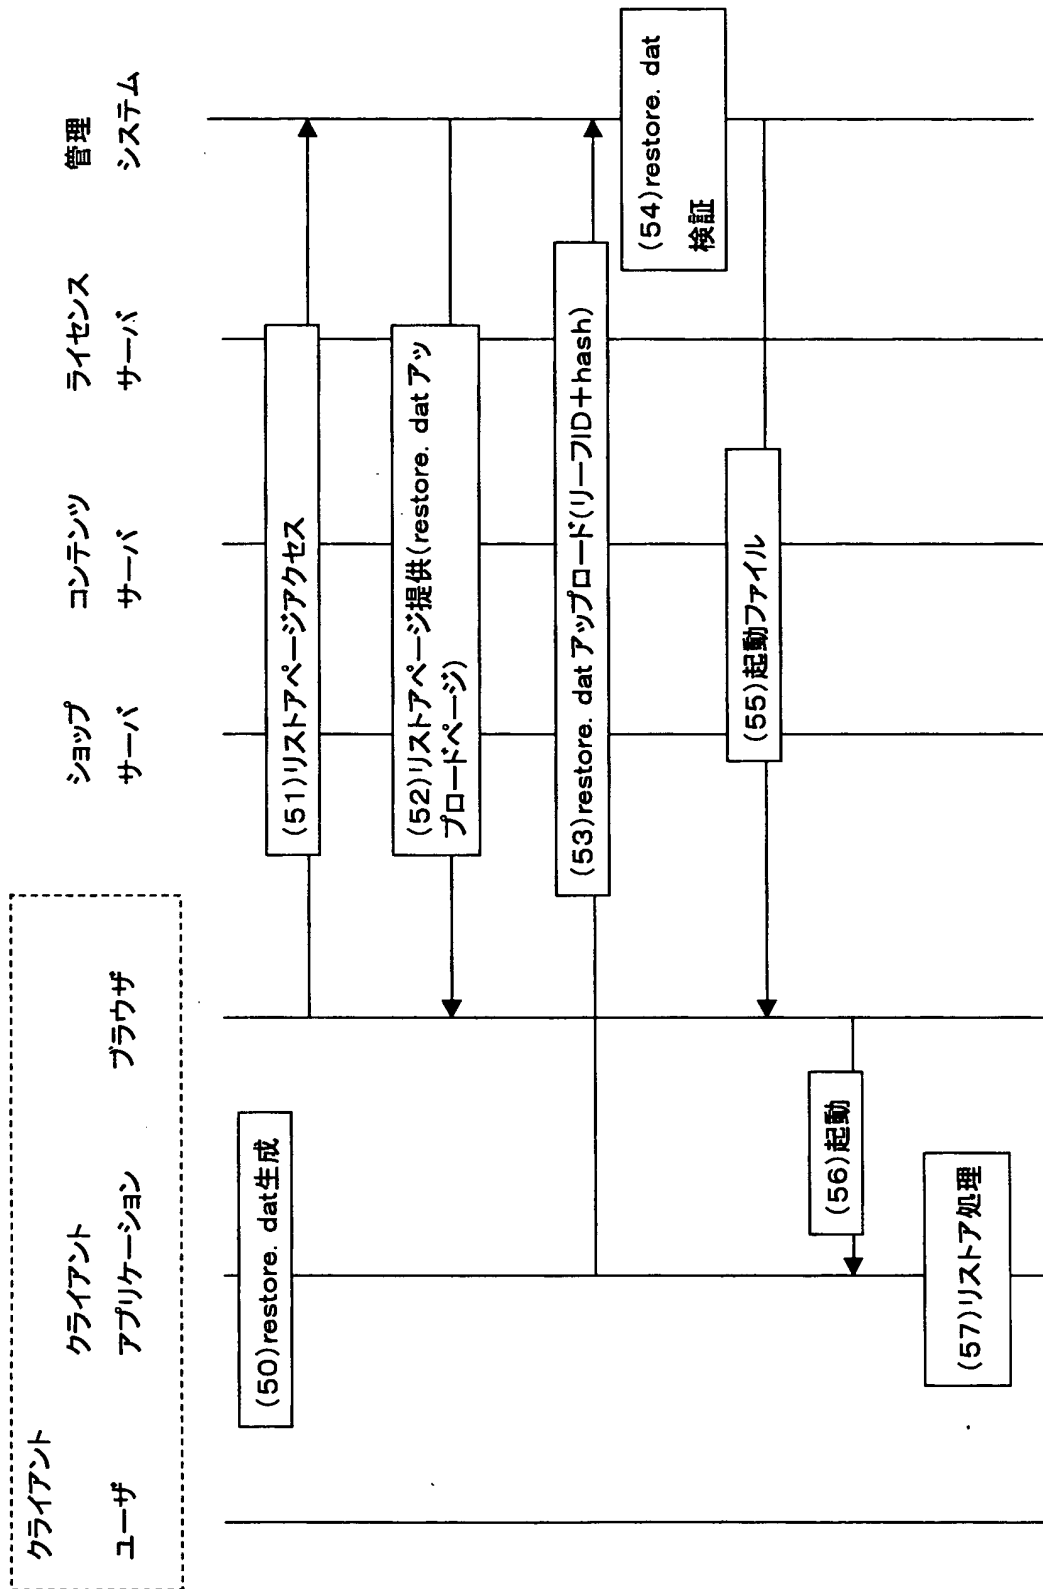 クライアント
ユーザ
クライアント
アプリケーション
ブラウザ
ショップ
サーバ
コンテンツ
サーバ
ライセンス
サーバ
管理
システム
(50)restore. dat生成
(51)リストアページアクセス
(52)リストアページ提供(restore. dat アッ
プロードページ)
(53)restore. dat アップロード(リーフID+hash)
(54)restore. dat
検証
(55)起動ファイル
(56)起動
(57)リストア処理